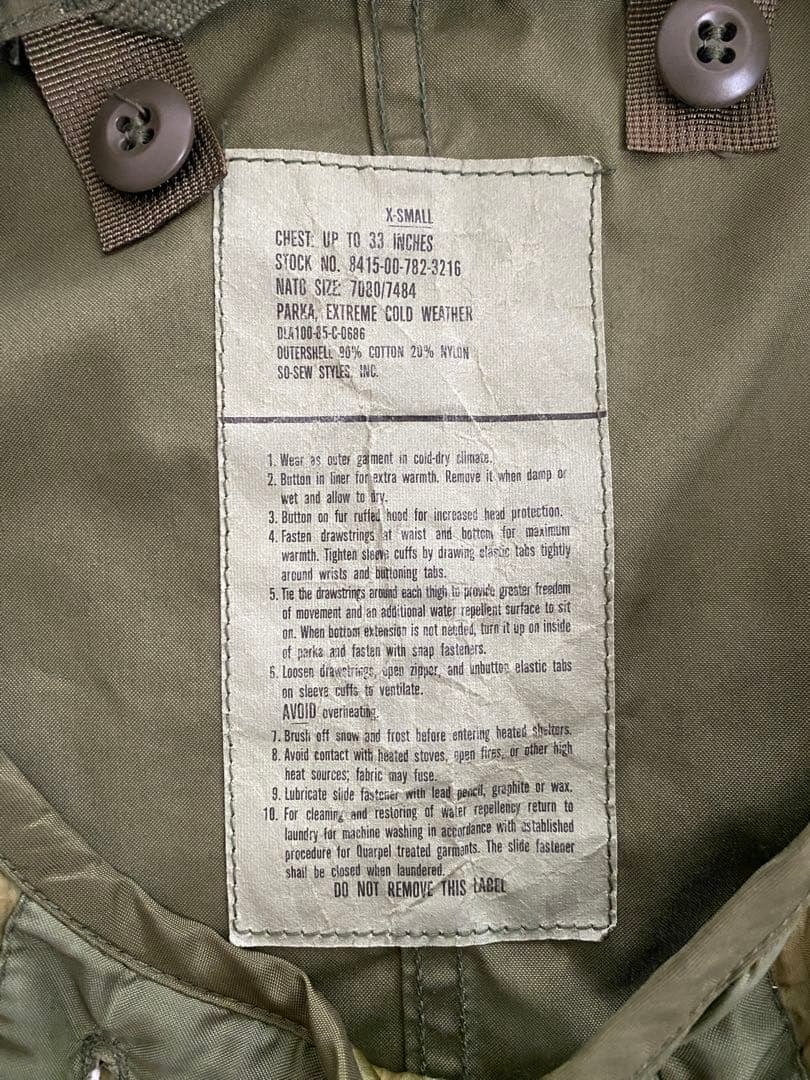 X-SMALL
CHEST: UP TO 33 INCHES
STOCK NO. 8415-00-782-3216
NATO SIZE: 7080/7484
PARKA, EXTREME COLD WEATHER
DLA100-85-C-0686
OUTERSHELL 80% COTTON 20% NYLON
SO-SEW STYLES, INC.
1. Wear as outer garment in cold-dry climate.
2. Button in liner for extra warmth. Remove it when damp or
wet and allow to dry.
3. Button on fur ruffed hood for increased head protection.
4. Fasten drawstrings at waist and bottom for maximum
warmth. Tighten sleeve cuffs by drawing elastic tabs tightly
around wrists and buttoning tabs.
5. Tie the drawstrings around each thigh to provide greater freedom
of movement and an additional water repellent surface to sit
on. When bottom extension is not needed, turn it up on inside
of parka and fasten with snap fasteners.
6. Loosen drawstrings, open zipper, and unbutton elastic tabs
on sleeve cuffs to ventilate.
AVOID overheating.
7. Brush off snow and frost before entering heated shelters.
8. Avoid contact with heated stoves, open fires, or other high
heat sources; fabric may fuse.
9. Lubricate slide fastener with lead pencil, graphite or wax.
10. For cleaning and restoring of water repellency return to
laundry for machine washing in accordance with established
procedure for Quarpel treated garments. The slide fastener
shall be closed when laundered.
DO NOT REMOVE THIS LABEL